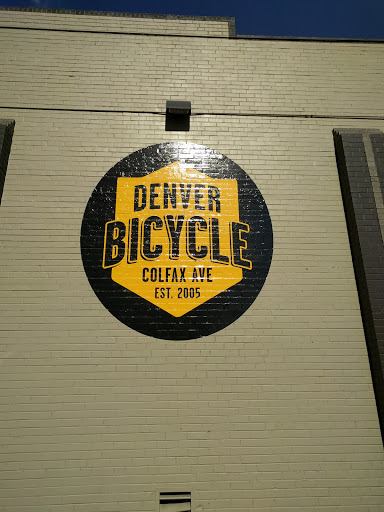 DENVER
BICYCLE
COLFAX AVE
EST. 2005